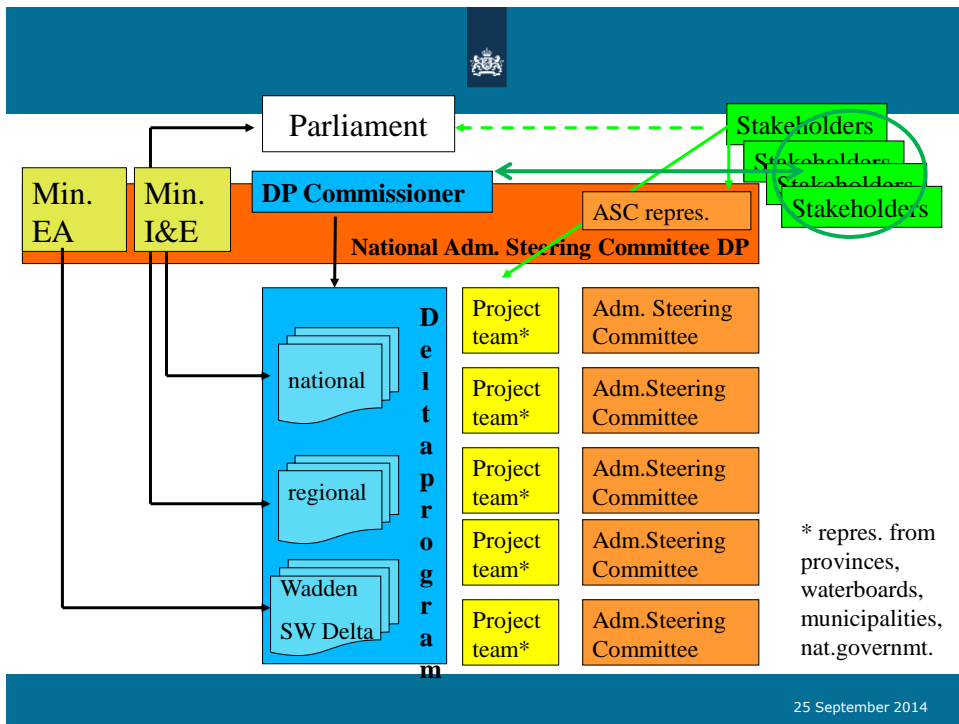 Parliament
Stakeholders
Stakeholders
Stakeholders
Stakeholders
Min.
EA
Min.
I&E
DP Commissioner
ASC repres.
National Adm. Steering Committee DP
Deltaprogram
national
regional
Wadden
SW Delta
Project
team*
Adm. Steering
Committee
Project
team*
Adm.Steering
Committee
Project
team*
Adm.Steering
Committee
Project
team*
Adm.Steering
Committee
Project
team*
Adm.Steering
Committee
* repres. from
provinces,
waterboards,
municipalities,
nat.governmt.
25 September 2014